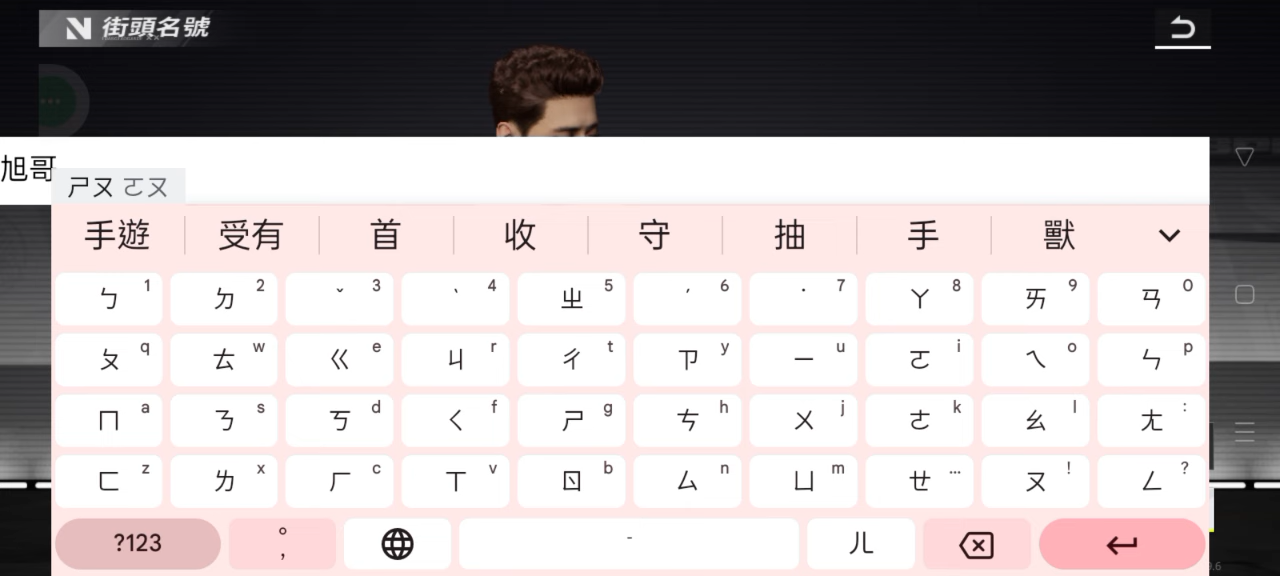 街頭名號
旭哥
ㄕㄡ ㄛㄡ
手遊 受有 首 收 守 抽 手 獸
ㄅ 1 ㄉ 2 ˇ 3 ˋ 4 ㄓ 5 ˊ 6 ˙ 7 ㄚ 8 ㄞ 9 ㄢ 0
ㄆ q ㄊ w ㄍ e ㄐ r ㄔ t ㄗ y ㄧ u ㄛ i ㄟ o ㄣ p
ㄇ a ㄋ s ㄎ d ㄑ f ㄕ g ㄘ h ㄨ j ㄜ k ㄠ l ㄤ :
ㄈ z ㄌ x ㄏ c ㄒ v ㄖ b ㄙ n ㄩ m ㄝ … ㄡ ! ㄥ ?
?123 ° , - ㄦ